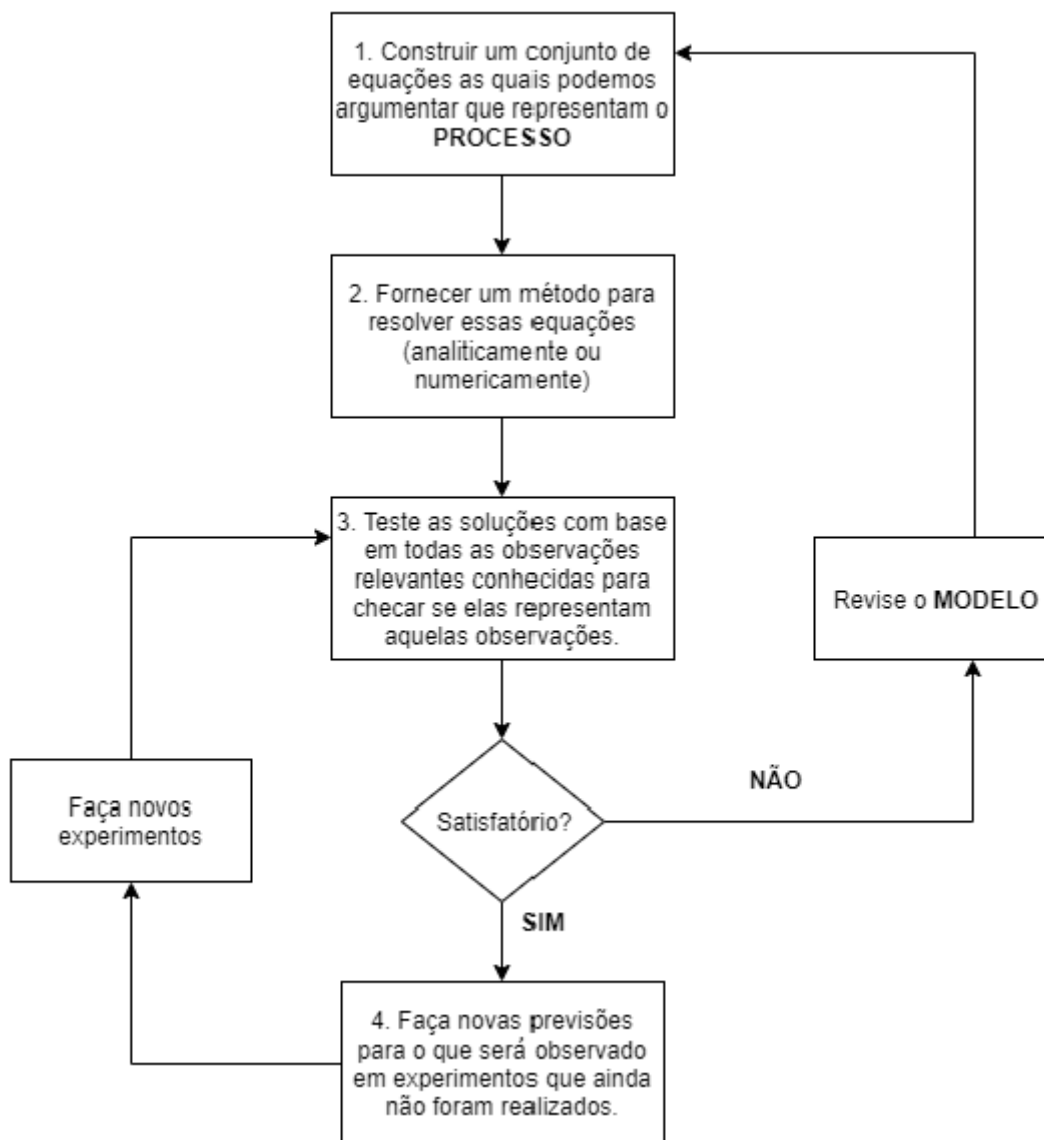 1. Construir um conjunto de
equações as quais podemos
argumentar que representam o
PROCESSO
2. Fornecer um método para
resolver essas equações
(analiticamente ou
numericamente)
3. Teste as soluções com base
em todas as observações
relevantes conhecidas para
checar se elas representam
aquelas observações.
Revise o MODELO
Faça novos
experimentos
Satisfatório?
NÃO
SIM
4. Faça novas previsões
para o que será observado
em experimentos que ainda
não foram realizados.